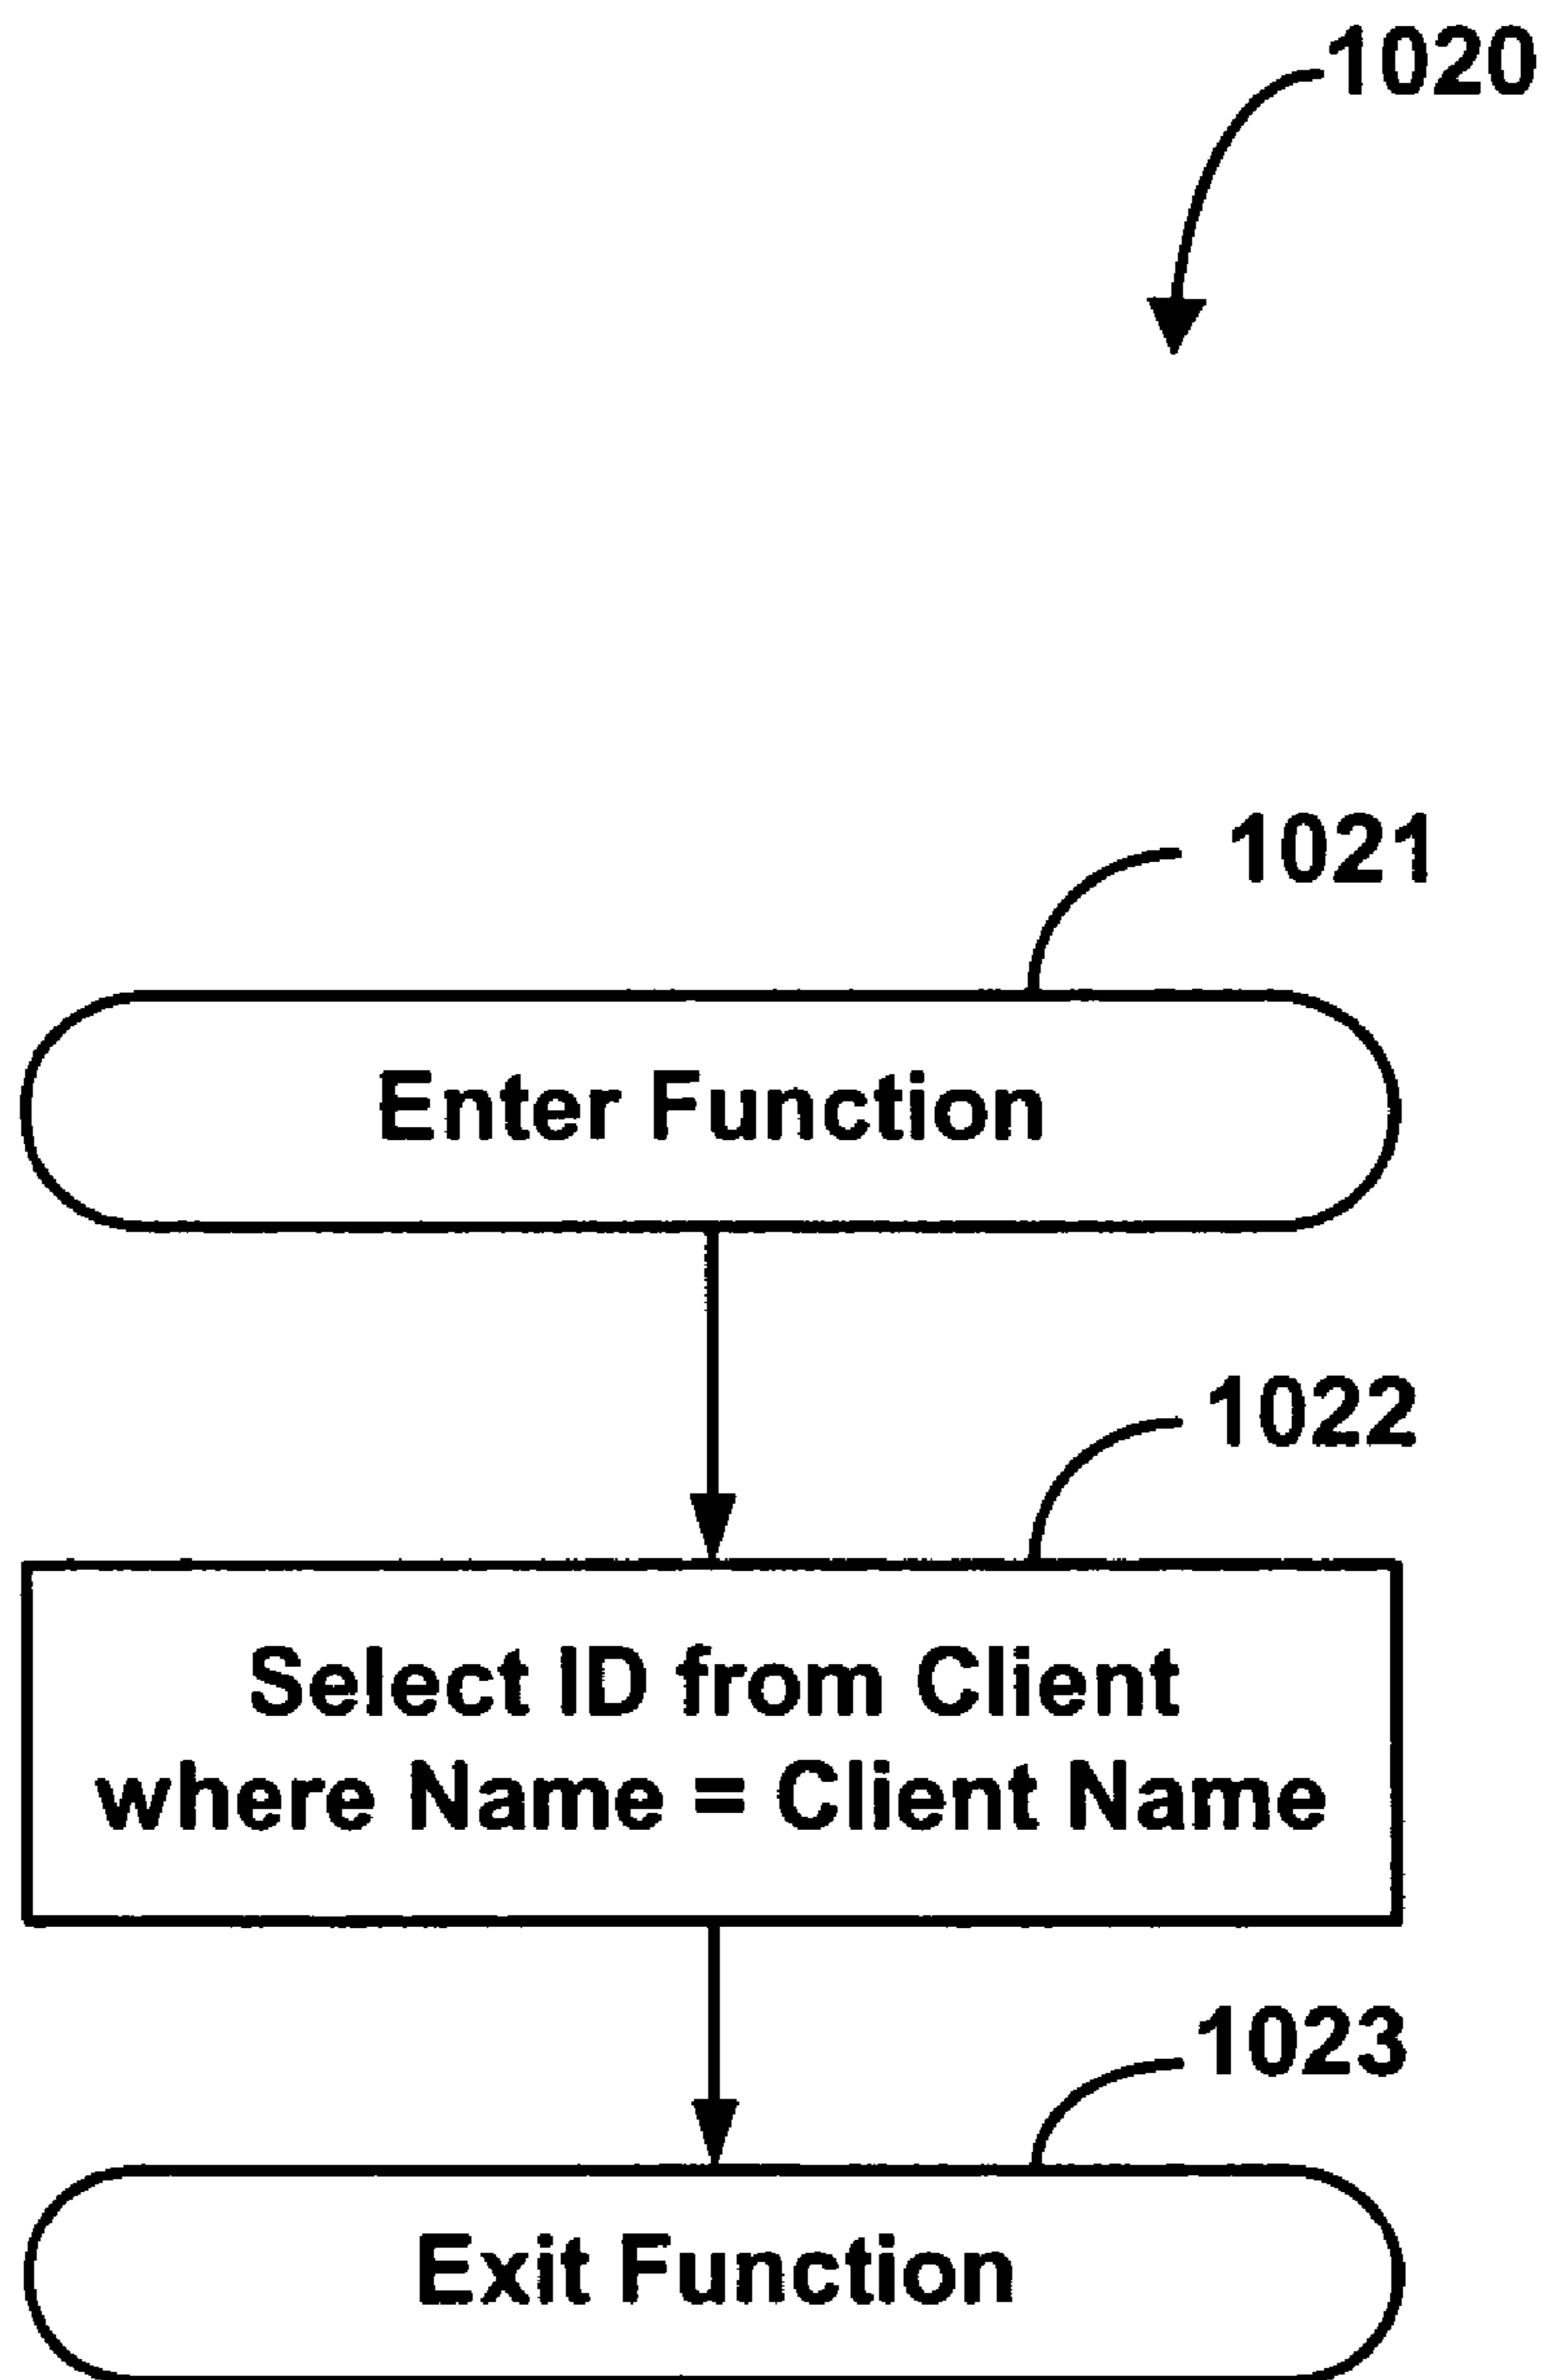 1020
1021
Enter Function
1022
Select ID from Client
where Name = Client Name
1023
Exit Function